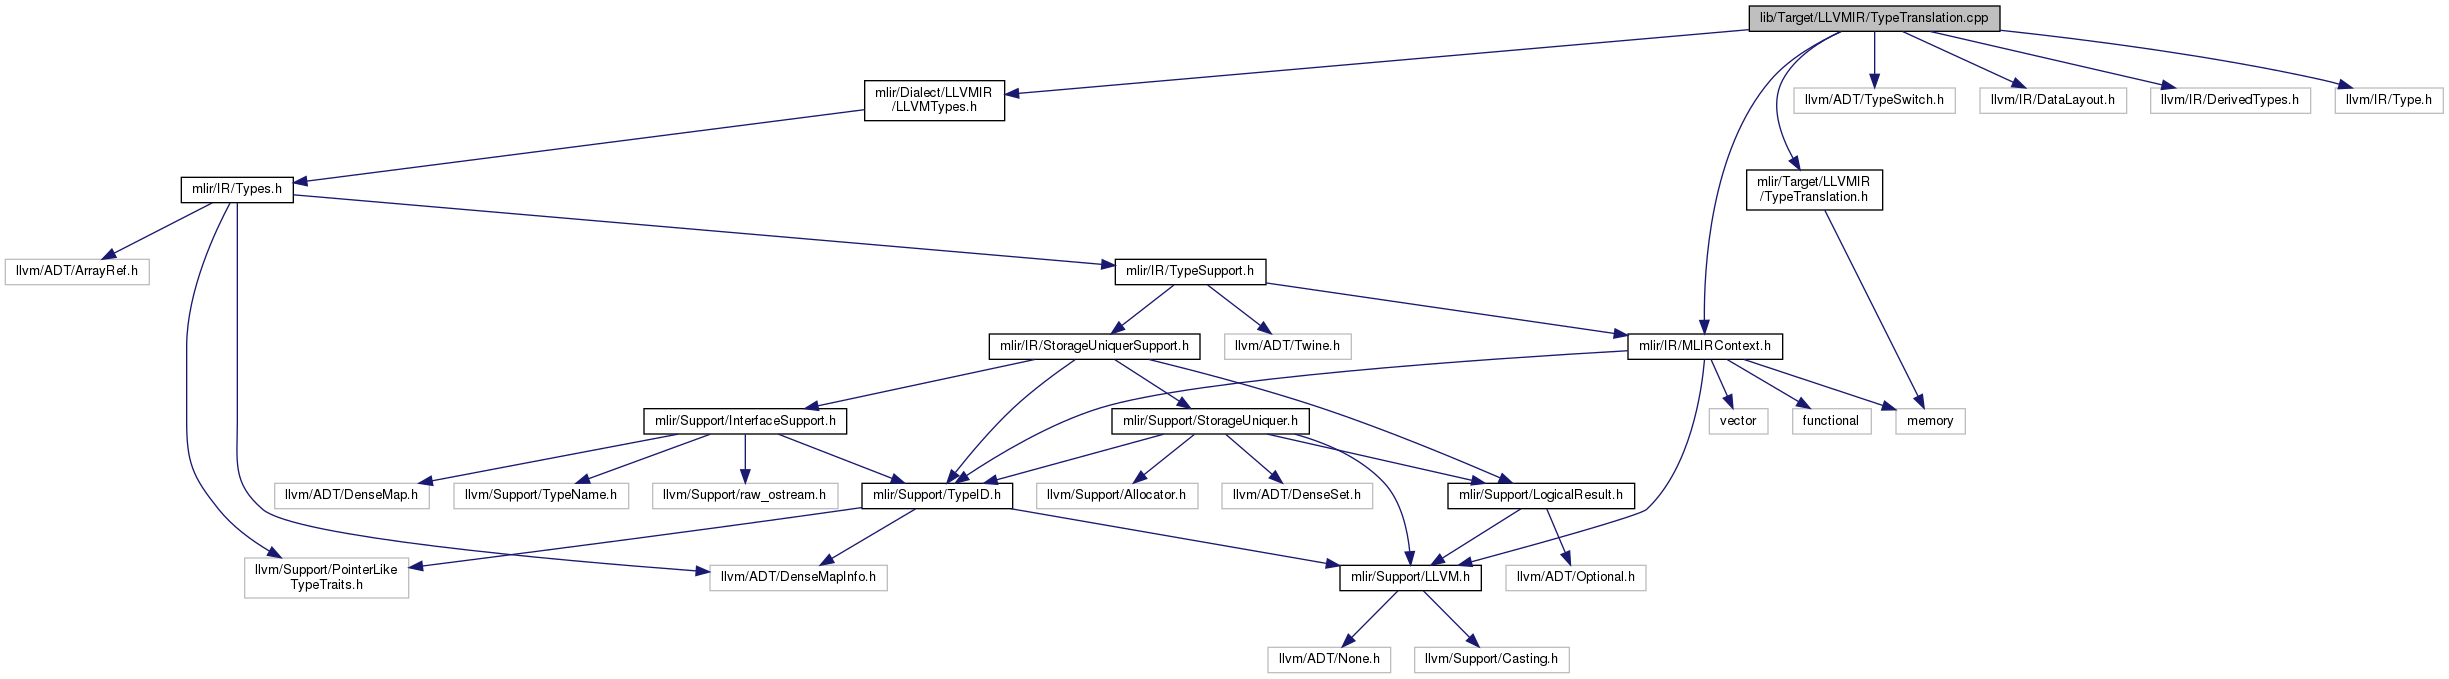 lib/Target/LLVMIR/TypeTranslation.cpp
mlir/Dialect/LLVMIR
/LLVMTypes.h
llvm/ADT/TypeSwitch.h
llvm/IR/DataLayout.h
llvm/IR/DerivedTypes.h
llvm/IR/Type.h
mlir/IR/Types.h
mlir/Target/LLVMIR
/TypeTranslation.h
llvm/ADT/ArrayRef.h
mlir/IR/TypeSupport.h
mlir/IR/StorageUniquerSupport.h
llvm/ADT/Twine.h
mlir/IR/MLIRContext.h
mlir/Support/InterfaceSupport.h
mlir/Support/StorageUniquer.h
vector
functional
memory
llvm/ADT/DenseMap.h
llvm/Support/TypeName.h
llvm/Support/raw_ostream.h
mlir/Support/TypeID.h
llvm/Support/Allocator.h
llvm/ADT/DenseSet.h
mlir/Support/LogicalResult.h
llvm/Support/PointerLike
TypeTraits.h
llvm/ADT/DenseMapInfo.h
mlir/Support/LLVM.h
llvm/ADT/Optional.h
llvm/ADT/None.h
llvm/Support/Casting.h